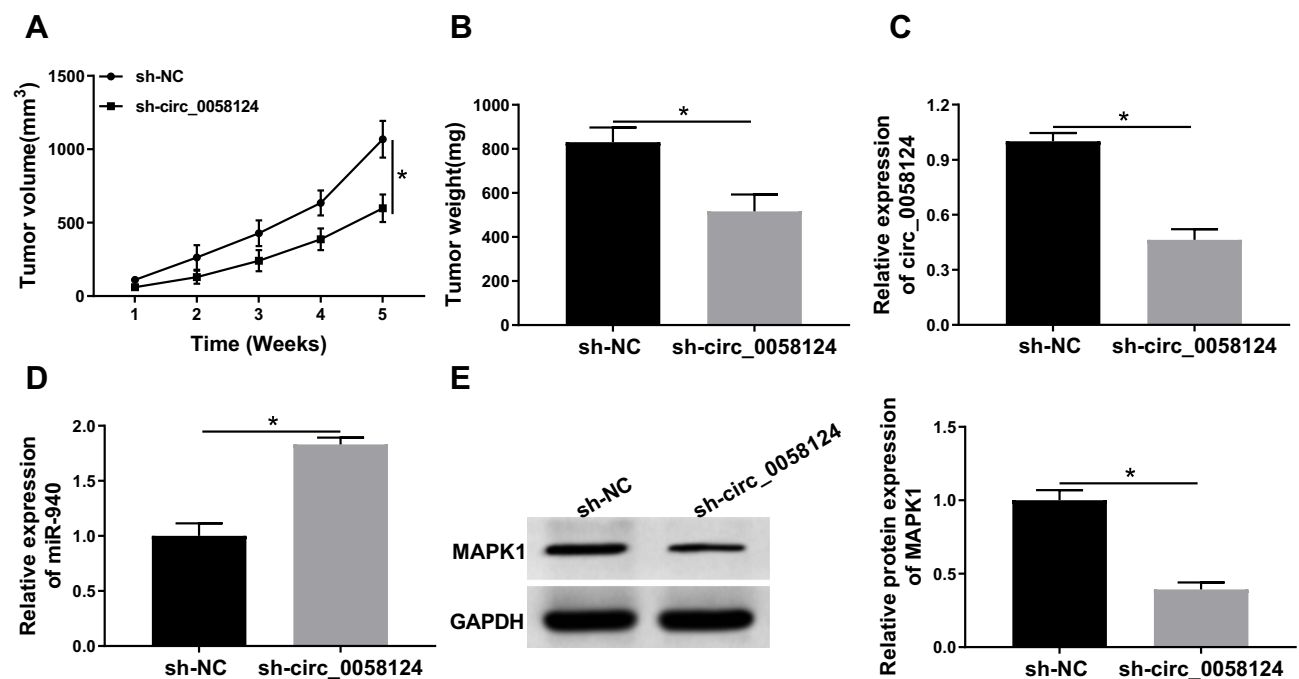 A
Tumor volume(mm3)
1500
1000
500
0
sh-NC
sh-circ_0058124
*
1 2 3 4 5
Time (Weeks)
B
Tumor weight(mg)
1000
800
600
400
200
0
*
sh-NC sh-circ_0058124
C
Relative expression
of circ_0058124
1.2
0.9
0.6
0.3
0.0
*
sh-NC sh-circ_0058124
D
Relative expression
of miR-940
2.0
1.5
1.0
0.5
0.0
*
sh-NC sh-circ_0058124
E
sh-NC
sh-circ_0058124
MAPK1
GAPDH
Relative protein expression
of MAPK1
1.5
1.0
0.5
0.0
*
sh-NC sh-circ_0058124